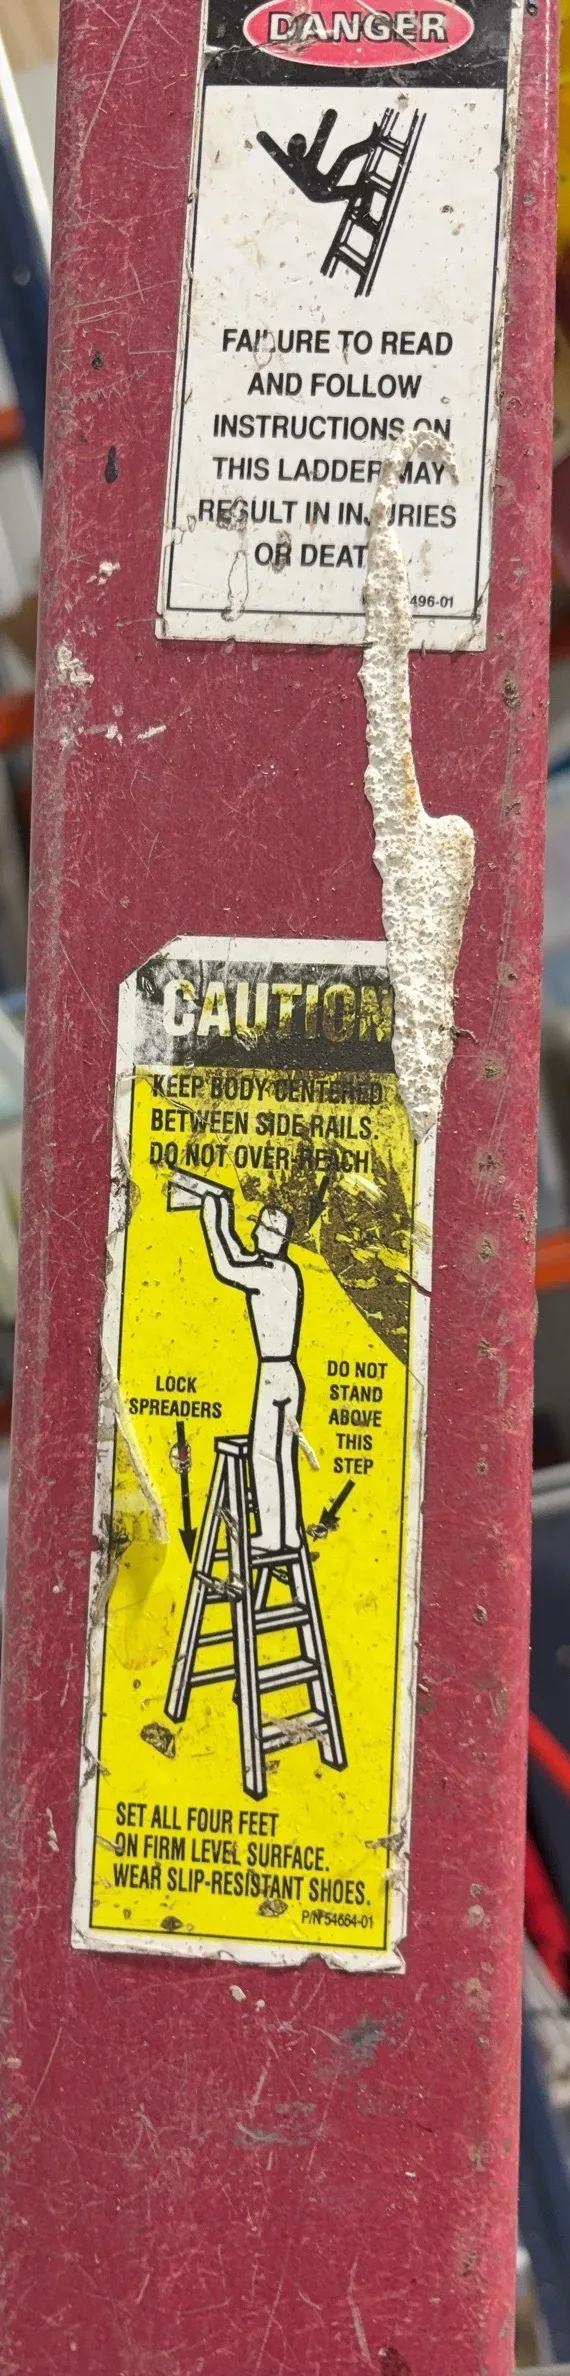 DANGER
FAILURE TO READ
AND FOLLOW
INSTRUCTIONS ON
THIS LADDER MAY
RESULT IN INJURIES
OR DEAT
496-01
CAUTION
KEEP BODY CENTERED
BETWEEN SIDE RAILS.
DO NOT OVER-REACH.
LOCK
SPREADERS
DO NOT
STAND
ABOVE
THIS
STEP
SET ALL FOUR FEET
ON FIRM LEVEL SURFACE.
WEAR SLIP-RESISTANT SHOES.
P/N 54664-01